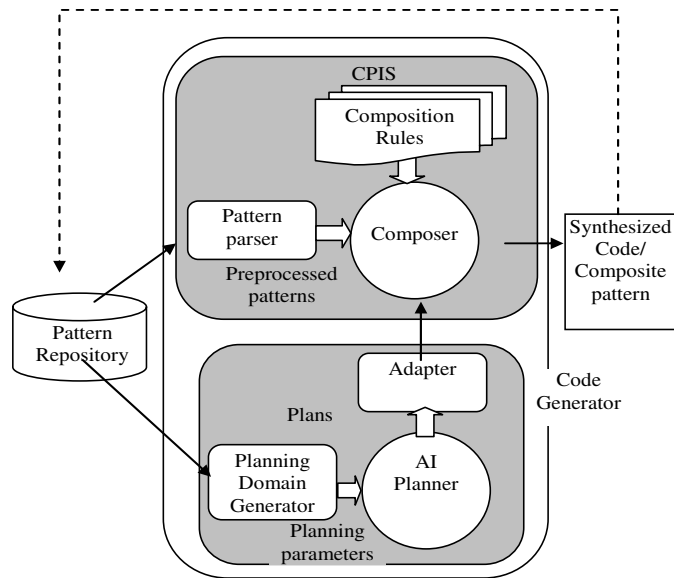 CPIS
Composition
Rules
Pattern
parser
Composer
Synthesized
Code/
Composite
pattern
Preprocessed
patterns
Pattern
Repository
Adapter
Code
Generator
Plans
Planning
Domain
Generator
AI
Planner
Planning
parameters